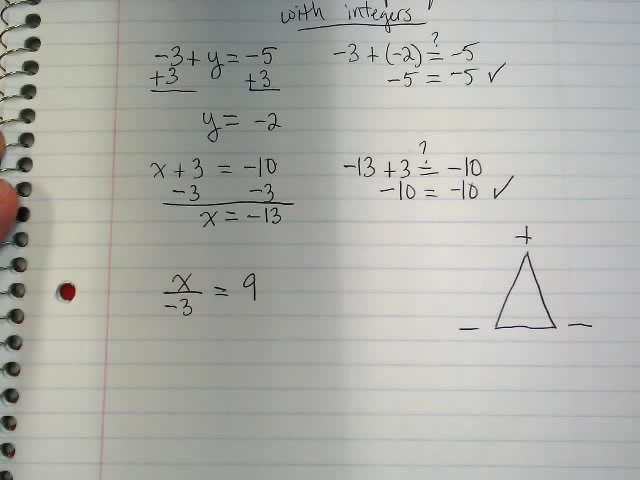 with integers
-3 + y = -5
+3 +3
y = -2
-3 + (-2) ≟ -5
-5 = -5 ✓
x + 3 = -10
-3 -3
x = -13
-13 + 3 ≟ -10
-10 = -10 ✓
x/-3 = 9
+
- -